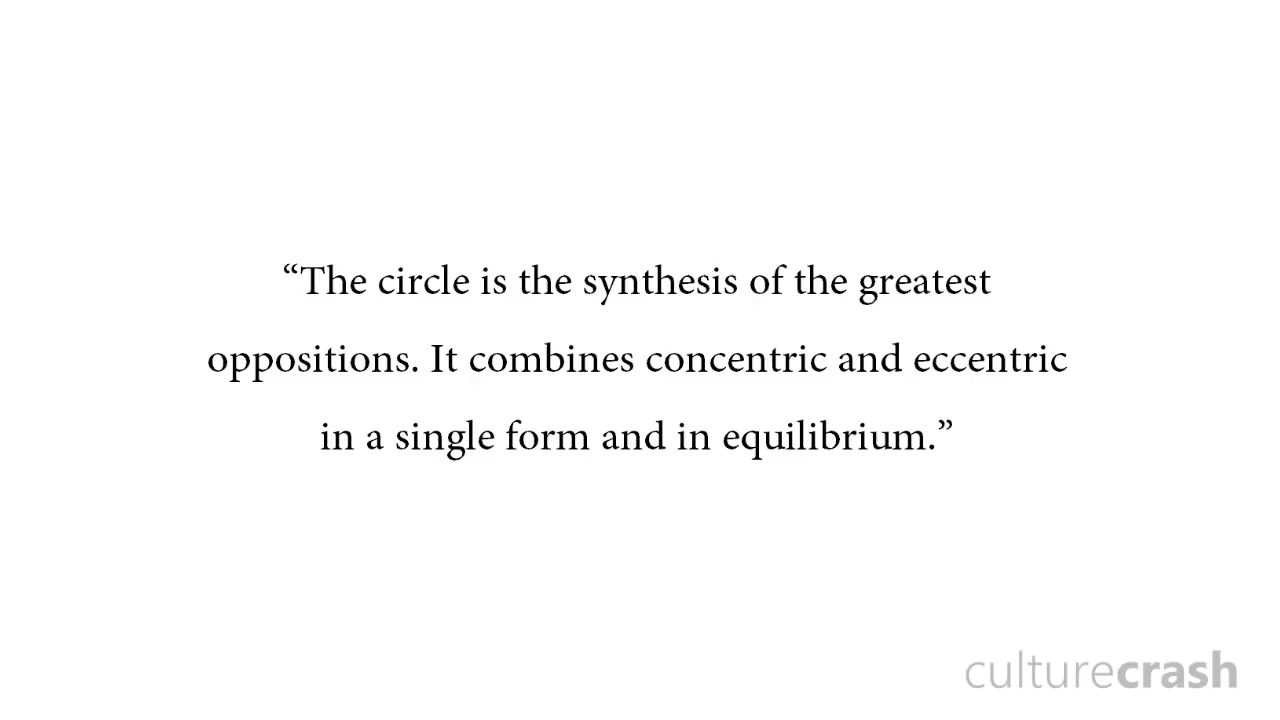 “The circle is the synthesis of the greatest
oppositions. It combines concentric and eccentric
in a single form and in equilibrium.”
culturecrash